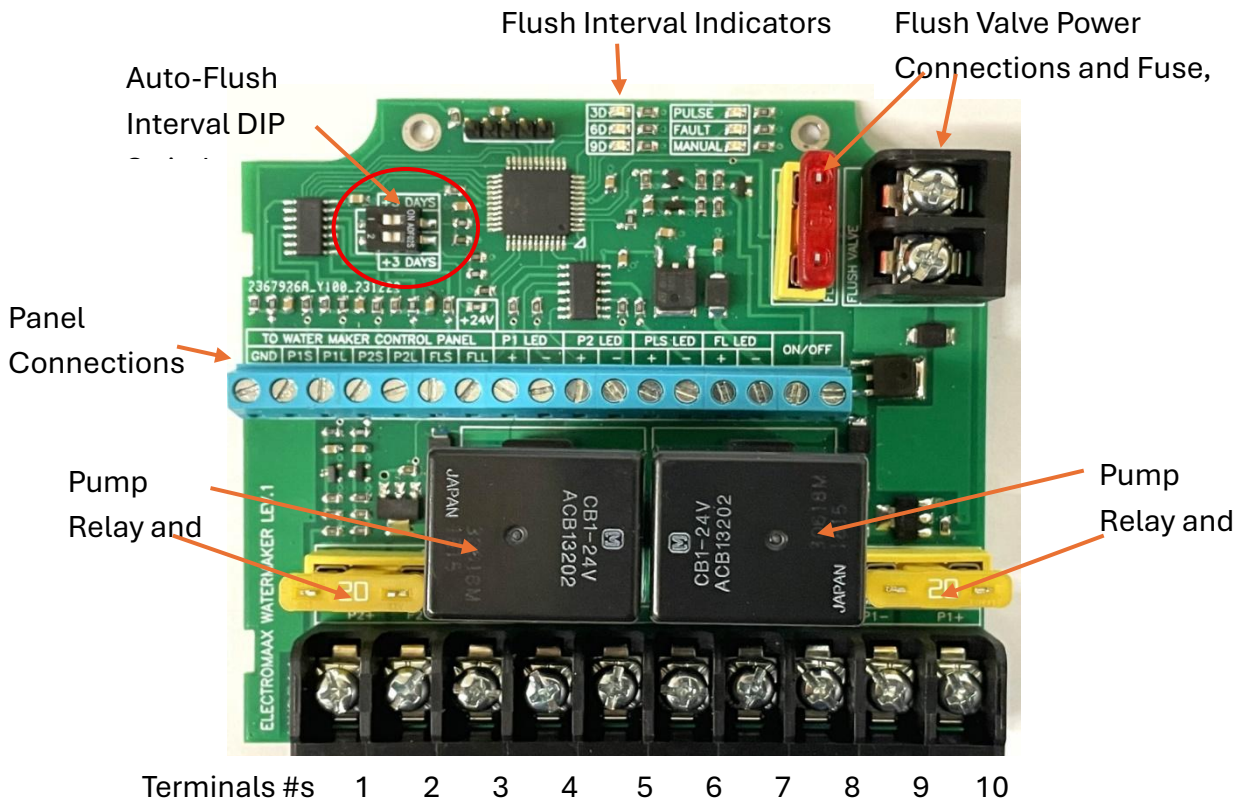 Flush Interval Indicators
Flush Valve Power
Connections and Fuse,
Auto-Flush
Interval DIP
3D
6D
9D
PULSE
FAULT
MANUAL
DAYS
ON
2
+3 DAYS
FLUSH VALVE
2367926A_Y100_23122
+24V
Panel
Connections
TO WATER MAKER CONTROL PANEL
P1 LED
P2 LED
PLS LED
FL LED
ON/OFF
GND P1S P1L P2S P2L FLS FLL + − + − + − + −
Pump
Relay and
JAPAN
CB1-24V
ACB13202
CB1-24V
ACB13202
JAPAN
Pump
Relay and
20
20
P2+
P1−
P1+
ELECTROMAAX WATERMAKER
Terminals #s 1 2 3 4 5 6 7 8 9 10